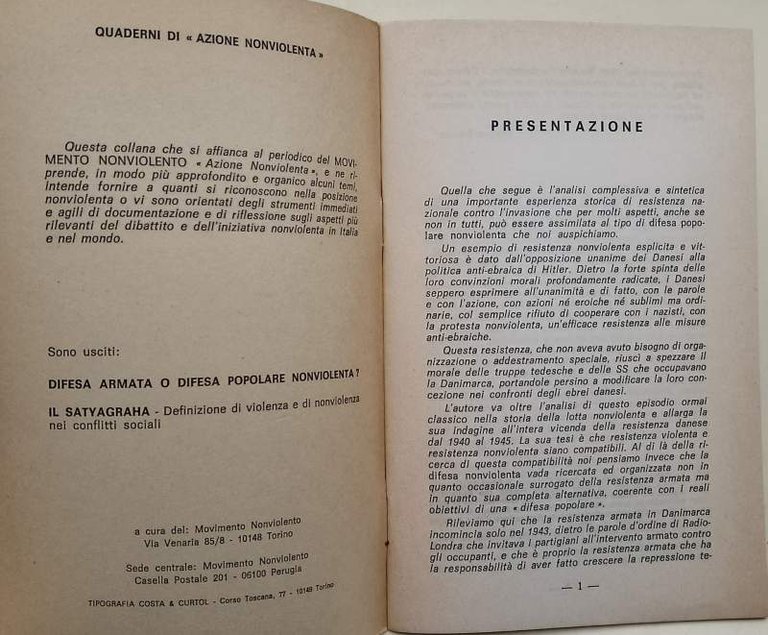 QUADERNI DI « AZIONE NONVIOLENTA »
Questa collana che si affianca al periodico del MOVI-
MENTO NONVIOLENTO « Azione Nonviolenta », e ne ri-
prende, in modo più approfondito e organico alcuni temi,
intende fornire a quanti si riconoscono nella posizione
nonviolenta o vi sono orientati degli strumenti immediati
e agili di documentazione e di riflessione sugli aspetti più
rilevanti del dibattito e dell'iniziativa nonviolenta in Italia
e nel mondo.
Sono usciti:
DIFESA ARMATA O DIFESA POPOLARE NONVIOLENTA?
IL SATYAGRAHA - Definizione di violenza e di nonviolenza
nei conflitti sociali
a cura del: Movimento Nonviolento
Via Venaria 85/8 - 10148 Torino
Sede centrale: Movimento Nonviolento
Casella Postale 201 - 06100 Perugia
TIPOGRAFIA COSTA & CURTOL - Corso Toscana, 77 - 10149 Torino
PRESENTAZIONE
Quella che segue è l'analisi complessiva e sintetica
di una importante esperienza storica di resistenza na-
zionale contro l'invasione che per molti aspetti, anche se
non in tutti, può essere assimilata al tipo di difesa popo-
lare nonviolenta che noi auspichiamo.
Un esempio di resistenza nonviolenta esplicita e vit-
toriosa è dato dall'opposizione unanime dei Danesi alla
politica anti-ebraica di Hitler. Dietro la forte spinta delle
loro convinzioni morali profondamente radicate, i Danesi
seppero esprimere all'unanimità e di fatto, con le parole
e con l'azione, con azioni né eroiche né sublimi ma ordi-
narie, col semplice rifiuto di cooperare con i nazisti, con
la protesta nonviolenta, un'efficace resistenza alle misure
anti-ebraiche.
Questa resistenza, che non aveva avuto bisogno di orga-
nizzazione o addestramento speciale, riuscì a spezzare il
morale delle truppe tedesche e delle SS che occupavano
la Danimarca, portandole persino a modificare la loro con-
cezione nei confronti degli ebrei danesi.
L'autore va oltre l'analisi di questo episodio ormai
classico nella storia della lotta nonviolenta e allarga la
sua indagine all'intera vicenda della resistenza danese
dal 1940 al 1945. La sua tesi è che resistenza violenta e
resistenza nonviolenta siano compatibili. Al di là della ri-
cerca di questa compatibilità noi pensiamo invece che la
difesa nonviolenta vada ricercata ed organizzata non in
quanto occasionale surrogato della resistenza armata ma
in quanto sua completa alternativa, coerente con i reali
obiettivi di una « difesa popolare ».
Rileviamo qui che la resistenza armata in Danimarca
incomincia solo nel 1943, dietro le parole d'ordine di Radio-
Londra che invitava i partigiani all'intervento armato contro
gli occupanti, e che è proprio la resistenza armata che ha
la responsabilità di aver fatto crescere la repressione te-
— 1 —